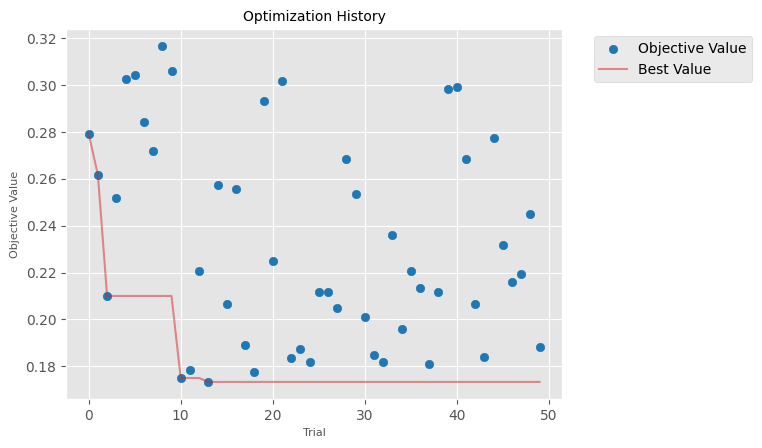 Optimization History
Objective Value
Best Value
Objective Value
0.32
0.30
0.28
0.26
0.24
0.22
0.20
0.18
0 10 20 30 40 50
Trial